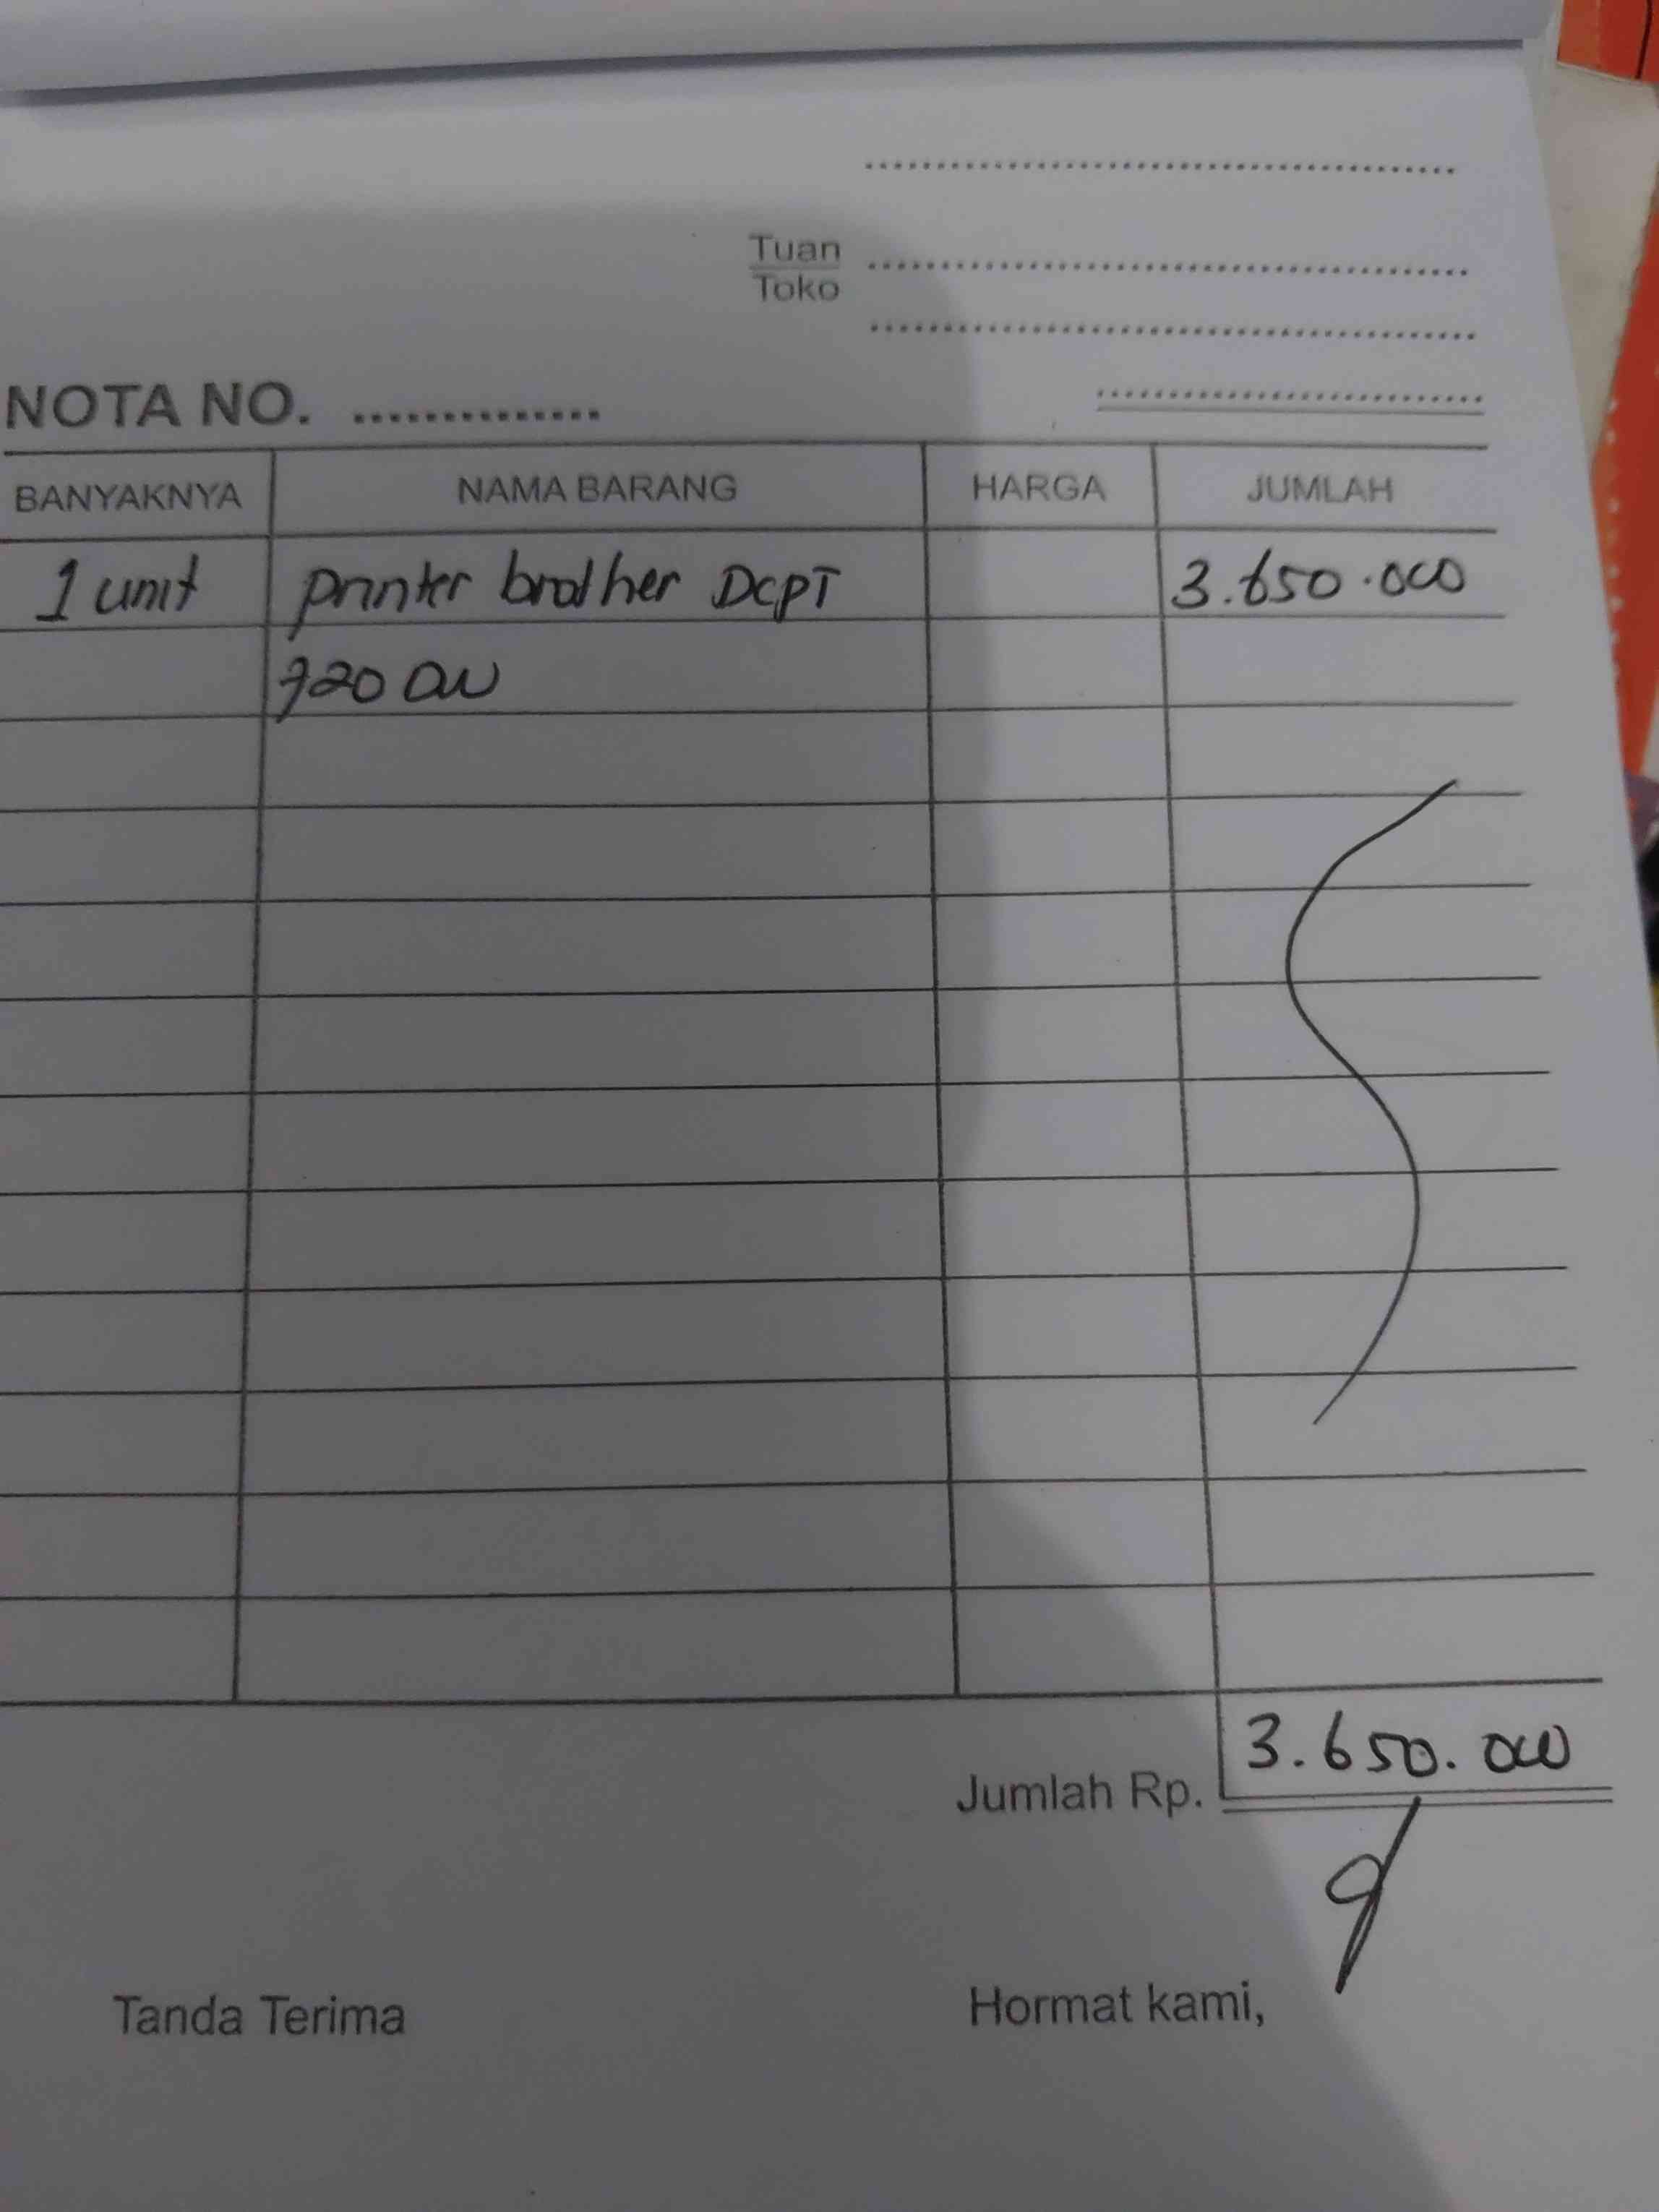 Tuan
Toko
NOTA NO. ..............
BANYAKNYA NAMA BARANG HARGA JUMLAH
1 unit printer brother DCPT 3.650.000
720 DW
Jumlah Rp. 3.650.000
Tanda Terima Hormat kami,